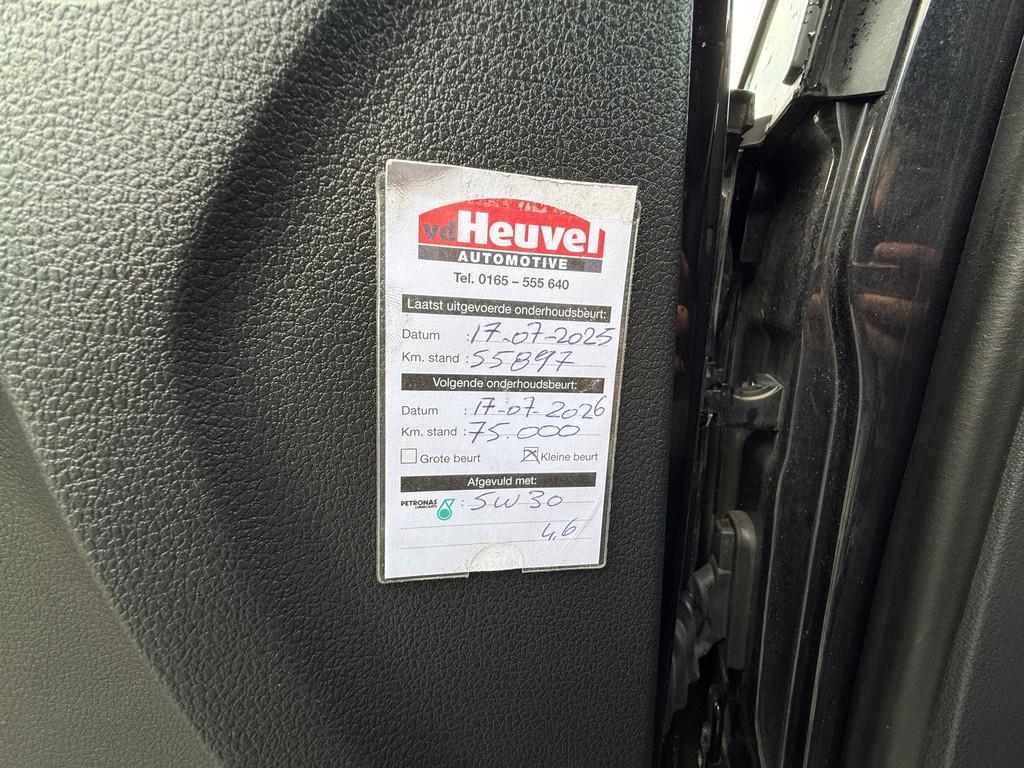 vdHeuvel
AUTOMOTIVE
Tel. 0165 – 555 640
Laatst uitgevoerde onderhoudsbeurt:
Datum : 17-07-2025
Km. stand : 55897
Volgende onderhoudsbeurt:
Datum : 17-07-2026
Km. stand : 75.000
Grote beurt Kleine beurt
Afgevuld met:
PETRONAS LUBRICANTS : 5W30
4,6